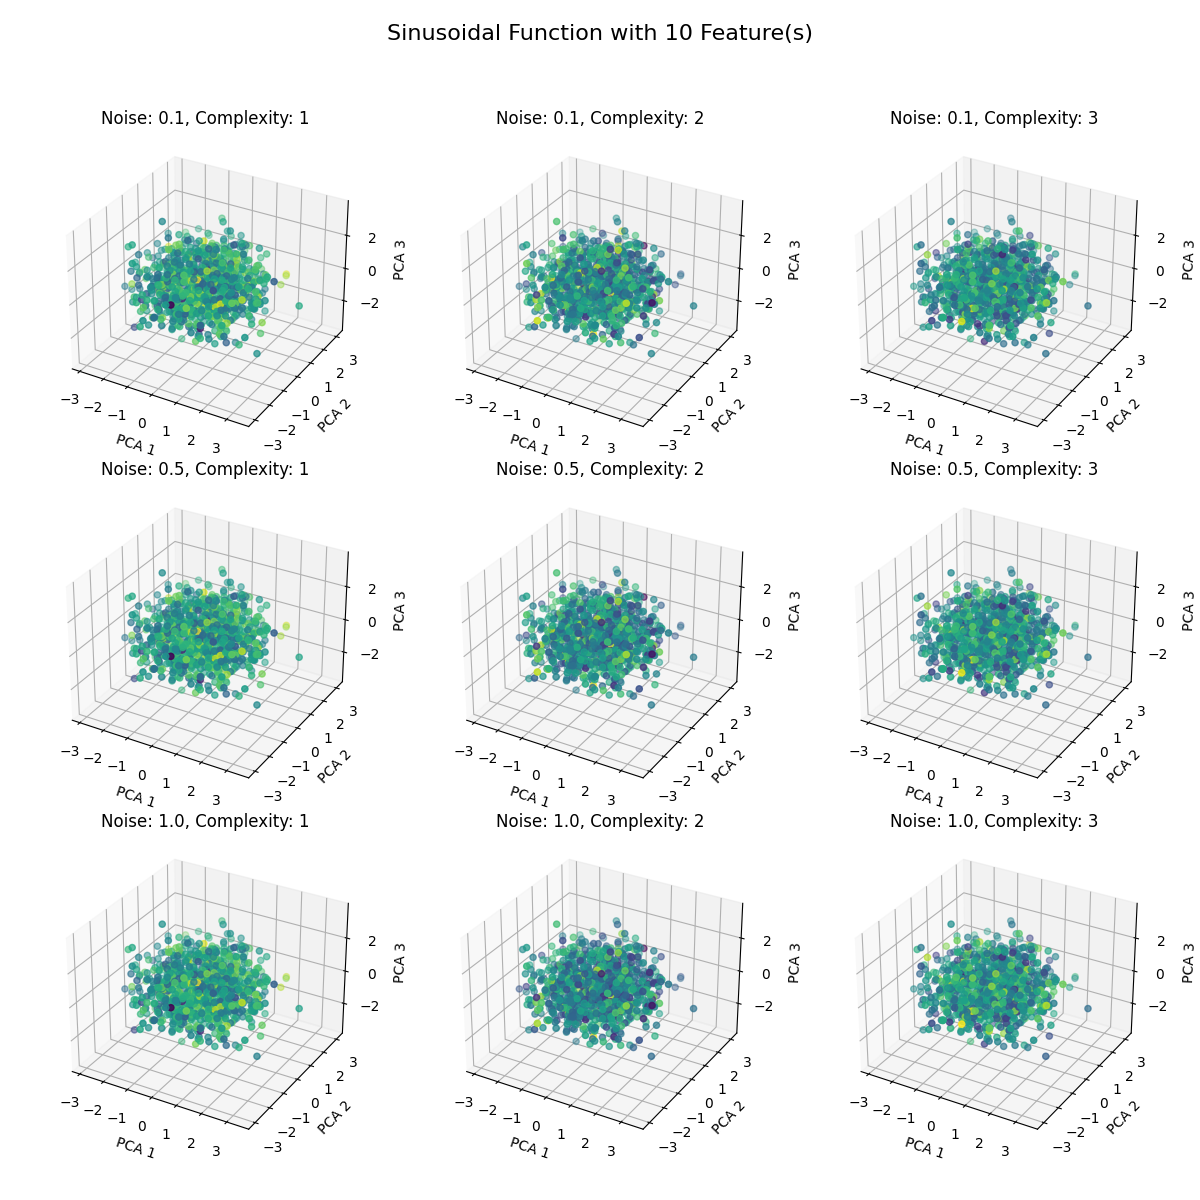 Sinusoidal Function with 10 Feature(s)
Noise: 0.1, Complexity: 1
Noise: 0.1, Complexity: 2
Noise: 0.1, Complexity: 3
2
0
−2
PCA 3
−3 −2 −1 0 1 2 3
PCA 1
−3 −2 −1 0 1 2 3
PCA 2
2
0
−2
PCA 3
−3 −2 −1 0 1 2 3
PCA 1
−3 −2 −1 0 1 2 3
PCA 2
2
0
−2
PCA 3
−3 −2 −1 0 1 2 3
PCA 1
−3 −2 −1 0 1 2 3
PCA 2
Noise: 0.5, Complexity: 1
Noise: 0.5, Complexity: 2
Noise: 0.5, Complexity: 3
2
0
−2
PCA 3
−3 −2 −1 0 1 2 3
PCA 1
−3 −2 −1 0 1 2 3
PCA 2
2
0
−2
PCA 3
−3 −2 −1 0 1 2 3
PCA 1
−3 −2 −1 0 1 2 3
PCA 2
2
0
−2
PCA 3
−3 −2 −1 0 1 2 3
PCA 1
−3 −2 −1 0 1 2 3
PCA 2
Noise: 1.0, Complexity: 1
Noise: 1.0, Complexity: 2
Noise: 1.0, Complexity: 3
2
0
−2
PCA 3
−3 −2 −1 0 1 2 3
PCA 1
−3 −2 −1 0 1 2 3
PCA 2
2
0
−2
PCA 3
−3 −2 −1 0 1 2 3
PCA 1
−3 −2 −1 0 1 2 3
PCA 2
2
0
−2
PCA 3
−3 −2 −1 0 1 2 3
PCA 1
−3 −2 −1 0 1 2 3
PCA 2